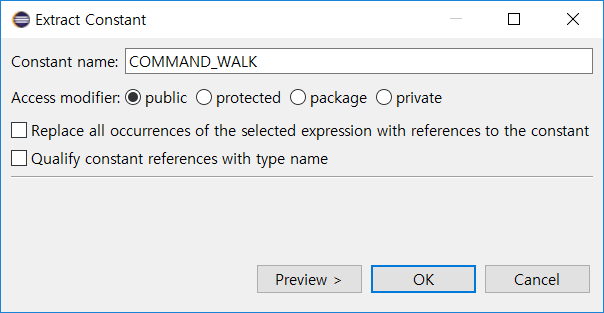 Extract Constant
Constant name: COMMAND_WALK
Access modifier: public protected package private
Replace all occurrences of the selected expression with references to the constant
Qualify constant references with type name
Preview > OK Cancel